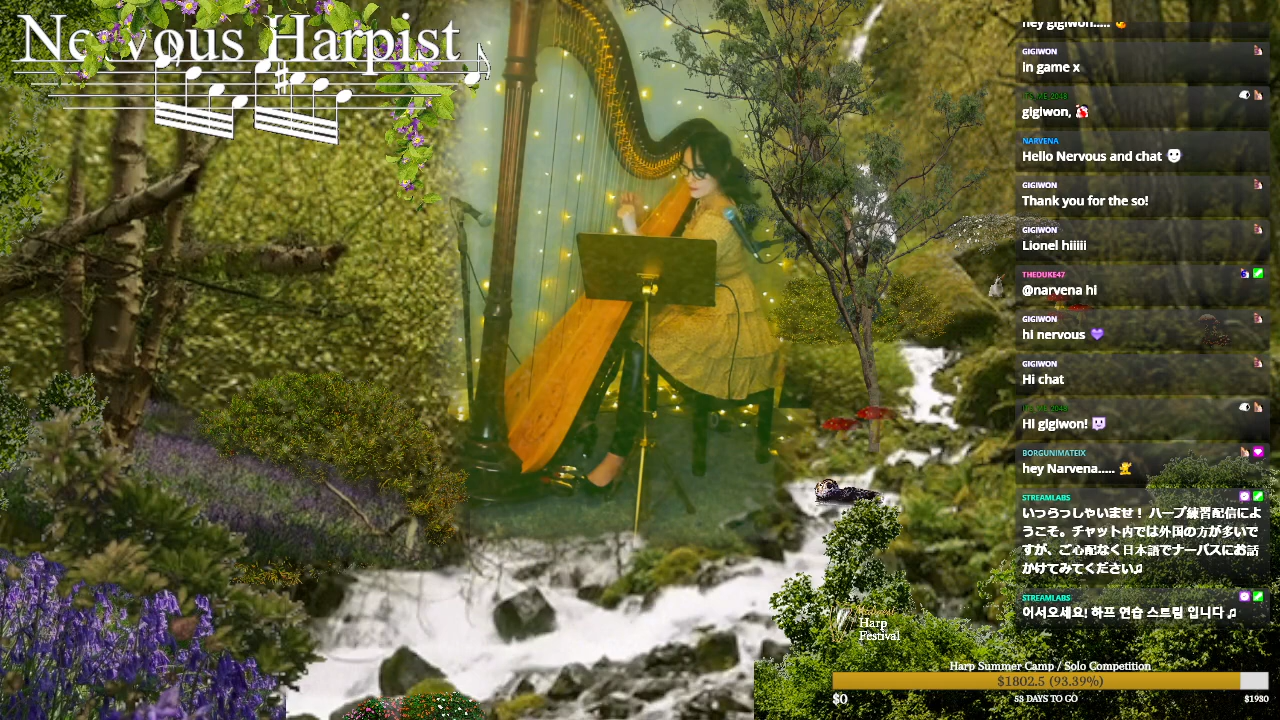 Nervous Harpist
hey gigiwon.....
GIGIWON
in game x
gigiwon,
NARVENA
Hello Nervous and chat
GIGIWON
Thank you for the so!
GIGIWON
Lionel hiiiii
THEDUKE47
@narvena hi
GIGIWON
hi nervous
GIGIWON
Hi chat
Hi gigiwon!
BORGUNIMATEIX
hey Narvena.....
STREAMLABS
いらっしゃいませ！ハープ練習配信によ
うこそ。チャット内では外国の方が多いで
すが、ご心配なく日本語でナーバスにお話
かけてみてください♫
STREAMLABS
어서오세요! 하프 연습 스트림 입니다 ♫
Harp
Festival
Harp Summer Camp / Solo Competition
$1802.5 (93.39%)
$0
53 DAYS TO GO
$1930